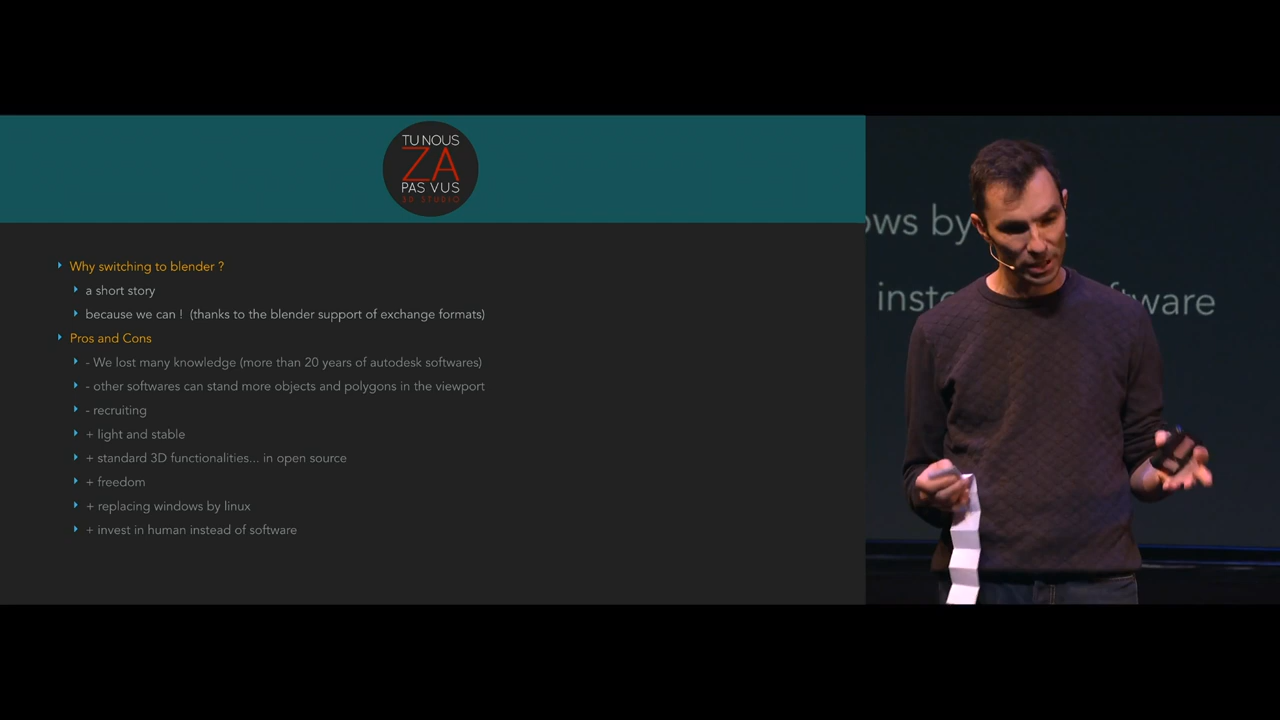 TU NOUS
ZA
PAS VUS
3D STUDIO
Why switching to blender ?
a short story
because we can ! (thanks to the blender support of exchange formats)
Pros and Cons
- We lost many knowledge (more than 20 years of autodesk softwares)
- other softwares can stand more objects and polygons in the viewport
- recruiting
+ light and stable
+ standard 3D functionalities... in open source
+ freedom
+ replacing windows by linux
+ invest in human instead of software
ows by